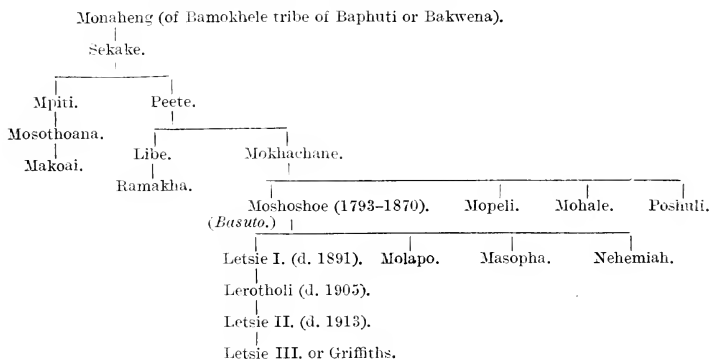 Monaheng (of Bamokhele tribe of Baphuti or Bakwena).
Sekake.
Mpiti. Peete.
Mosothoana. Libe. Mokhachane.
Makoai. Ramakha.
Moshoshoe (1793–1870). Mopeli. Mohale. Poshuli.
(Basuto.)
Letsie I. (d. 1891). Molapo. Masopha. Nehemiah.
Lerotholi (d. 1905).
Letsie II. (d. 1913).
Letsie III. or Griffiths.